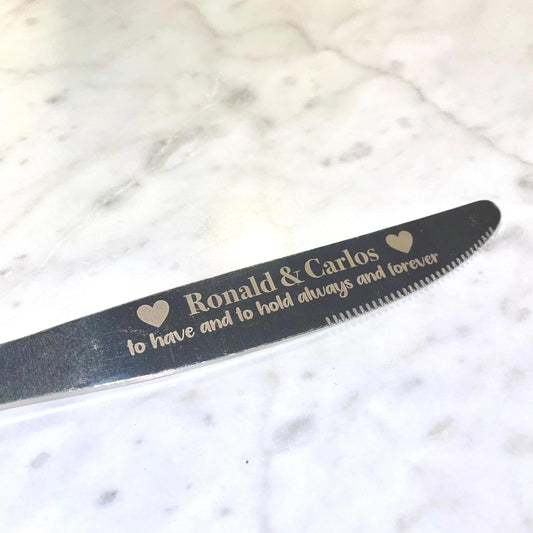 Ronald & Carlos
to have and to hold always and forever